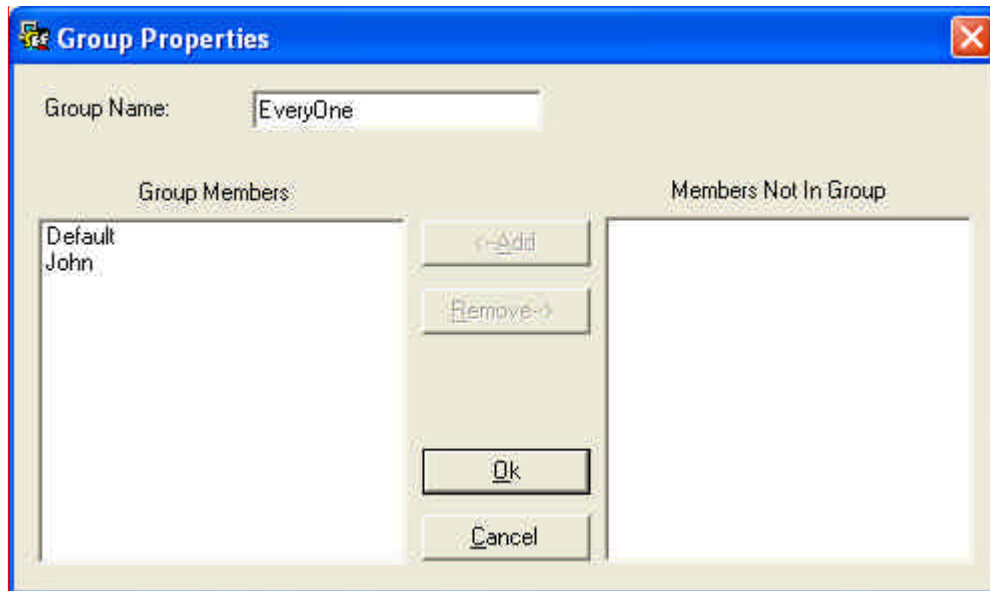 Group Properties
Group Name:
EveryOne
Group Members
Members Not In Group
Default
John
<-Add
Remove->
Ok
Cancel